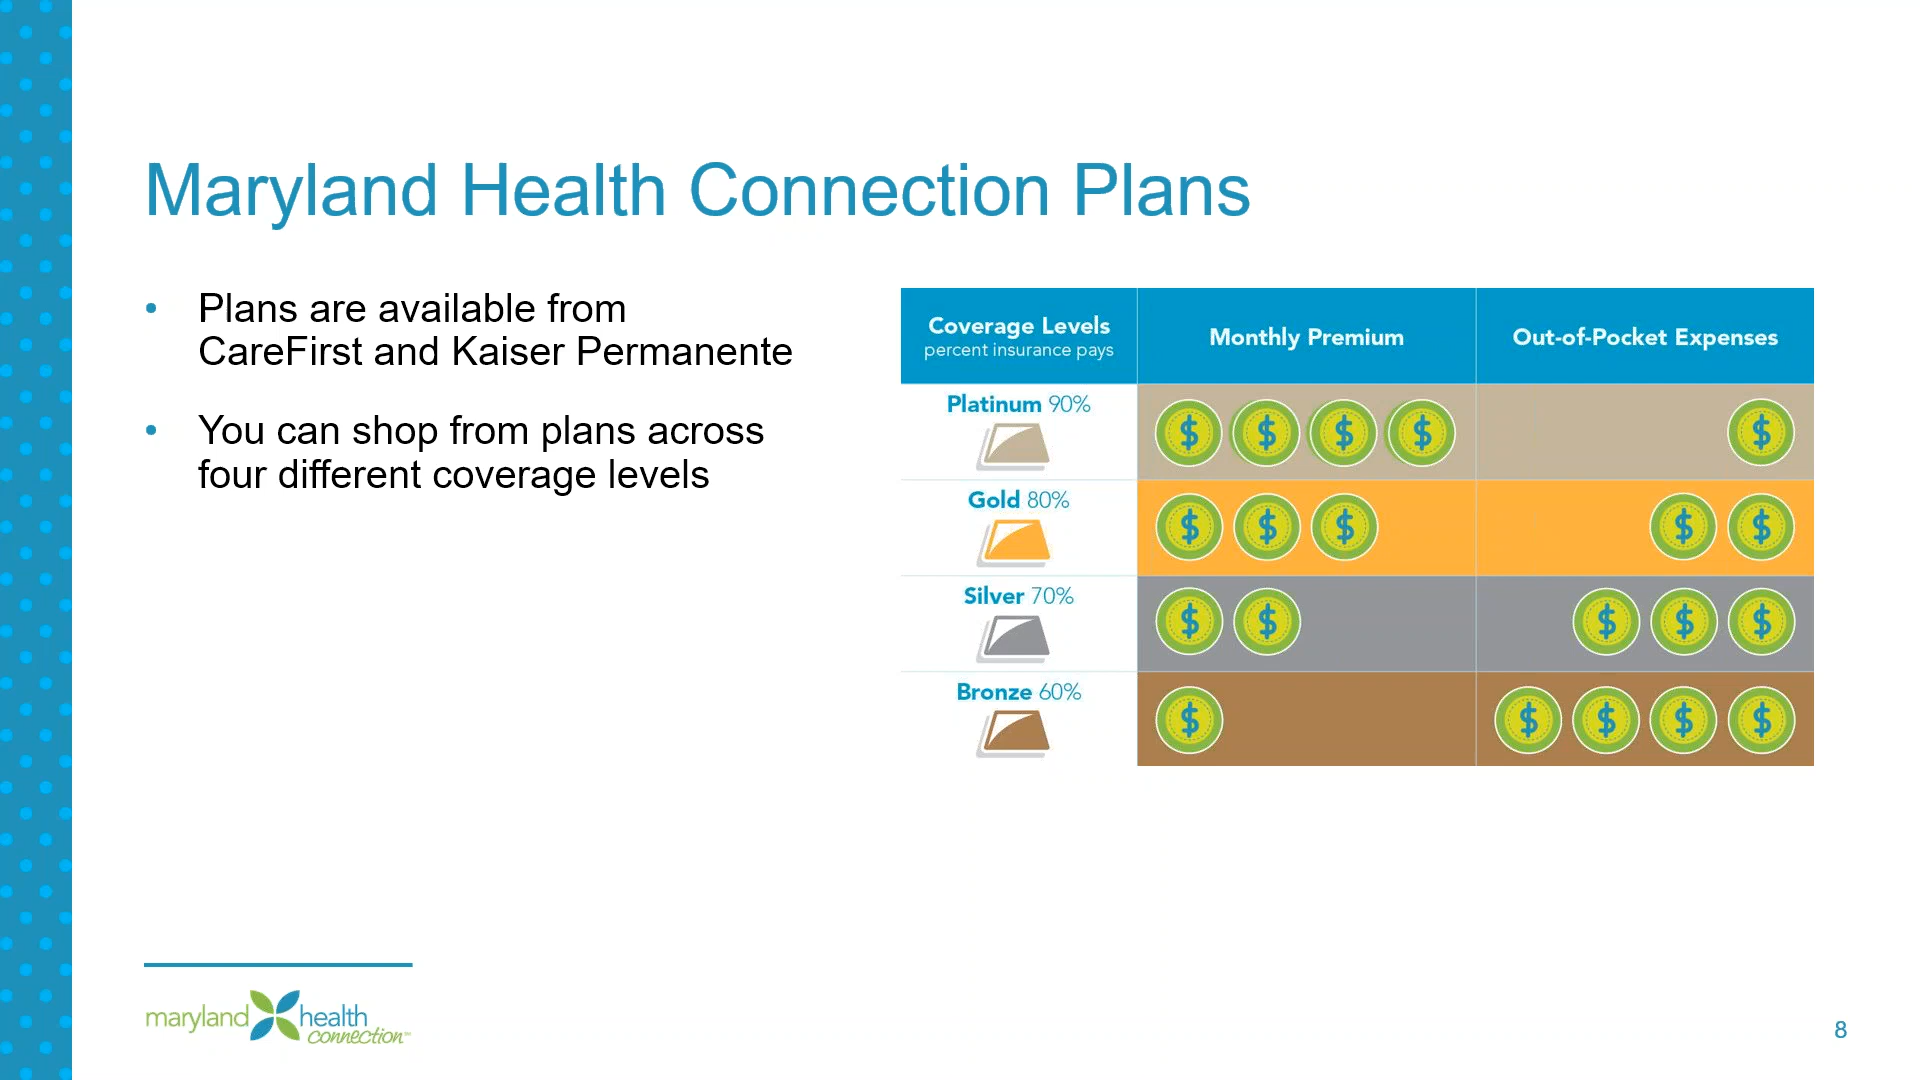 Maryland Health Connection Plans
• Plans are available from
CareFirst and Kaiser Permanente
• You can shop from plans across
four different coverage levels
Coverage Levels
percent insurance pays
Monthly Premium
Out-of-Pocket Expenses
Platinum 90%
$ $ $ $
$
Gold 80%
$ $ $
$ $
Silver 70%
$ $
$ $ $
Bronze 60%
$
$ $ $ $
maryland health
connection
8